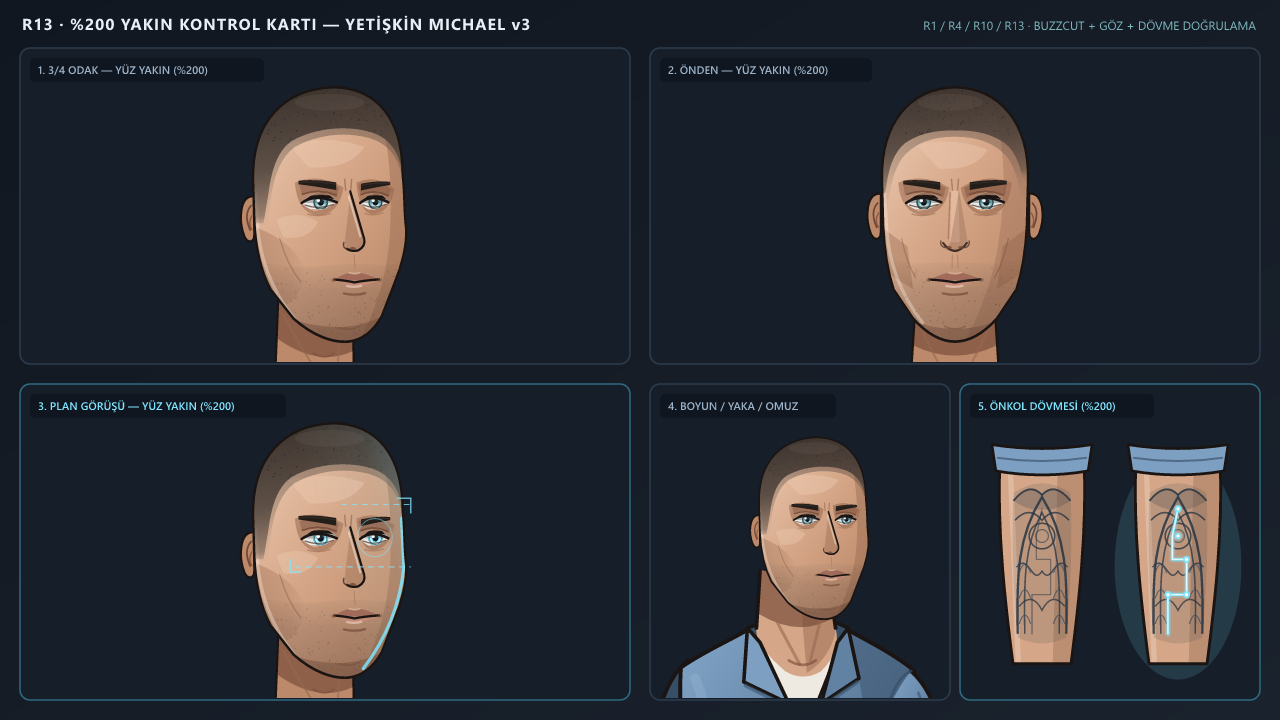 R13 · %200 YAKIN KONTROL KARTI — YETİŞKİN MICHAEL v3
R1 / R4 / R10 / R13 · BUZZCUT + GÖZ + DÖVME DOĞRULAMA
1. 3/4 ODAK — YÜZ YAKIN (%200)
2. ÖNDEN — YÜZ YAKIN (%200)
3. PLAN GÖRÜŞÜ — YÜZ YAKIN (%200)
4. BOYUN / YAKA / OMUZ
5. ÖNKOL DÖVMESİ (%200)